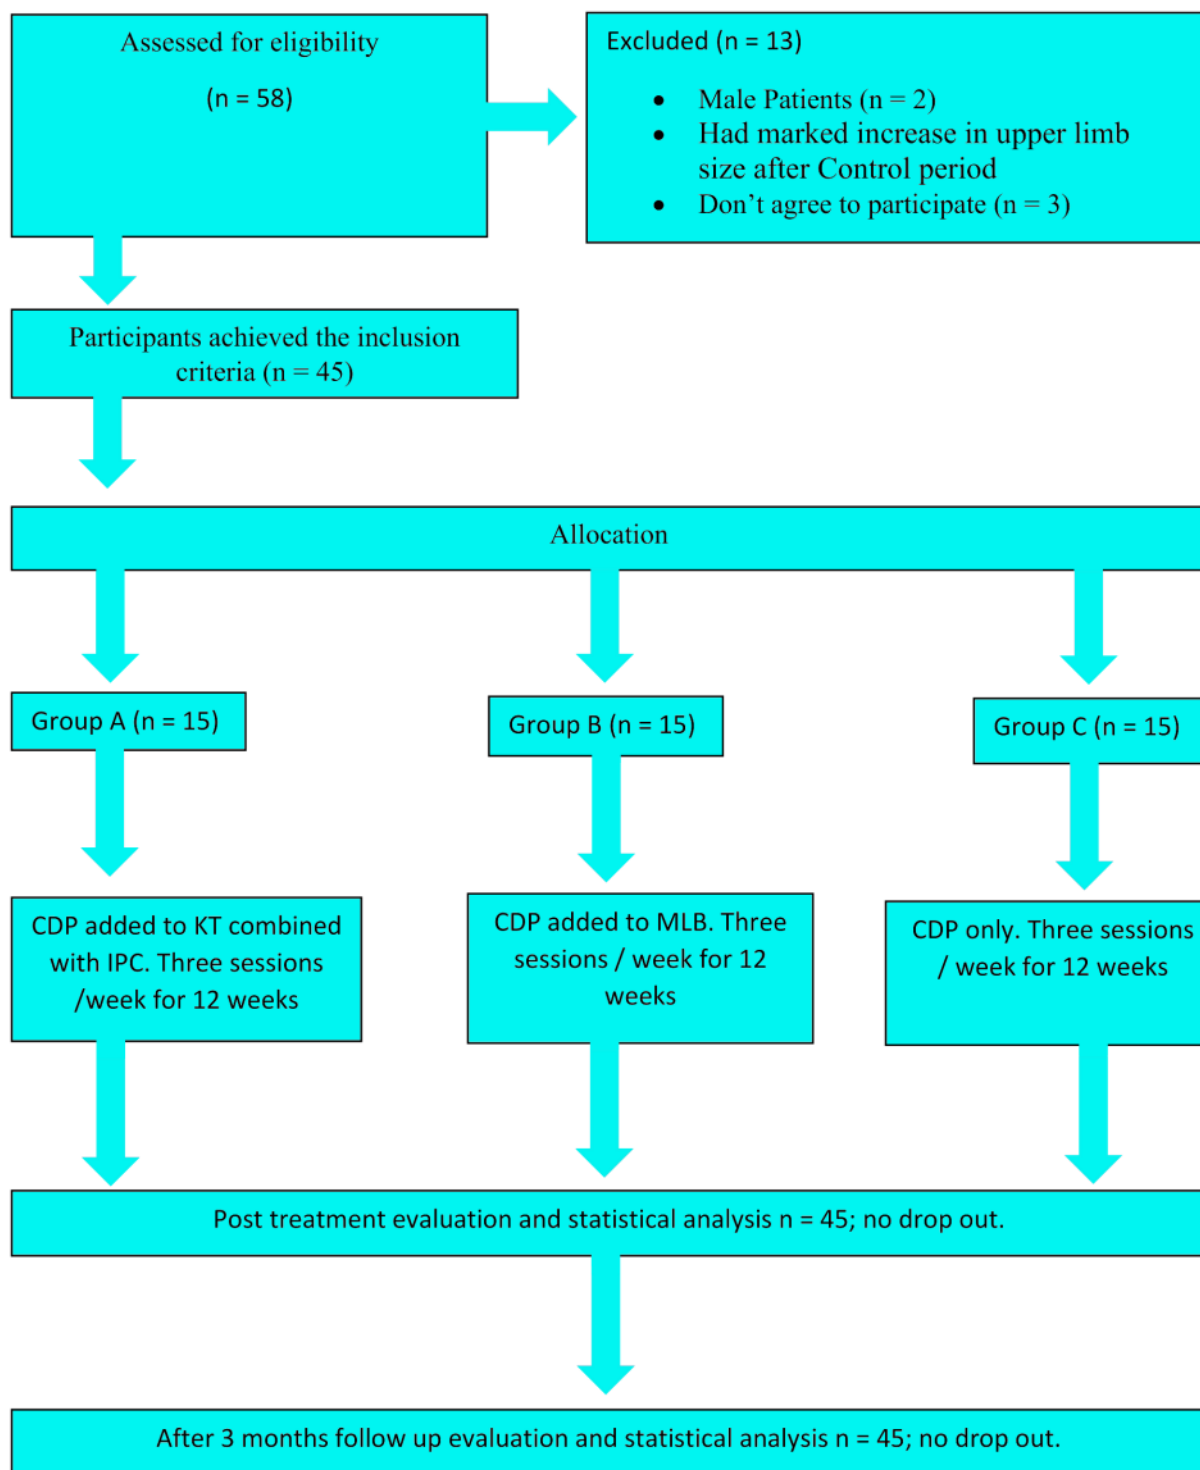 Assessed for eligibility
(n = 58)
Excluded (n = 13)
• Male Patients (n = 2)
• Had marked increase in upper limb
size after Control period
• Don’t agree to participate (n = 3)
Participants achieved the inclusion
criteria (n = 45)
Allocation
Group A (n = 15)
Group B (n = 15)
Group C (n = 15)
CDP added to KT combined
with IPC. Three sessions
/week for 12 weeks
CDP added to MLB. Three
sessions / week for 12
weeks
CDP only. Three sessions
/ week for 12 weeks
Post treatment evaluation and statistical analysis n = 45; no drop out.
After 3 months follow up evaluation and statistical analysis n = 45; no drop out.